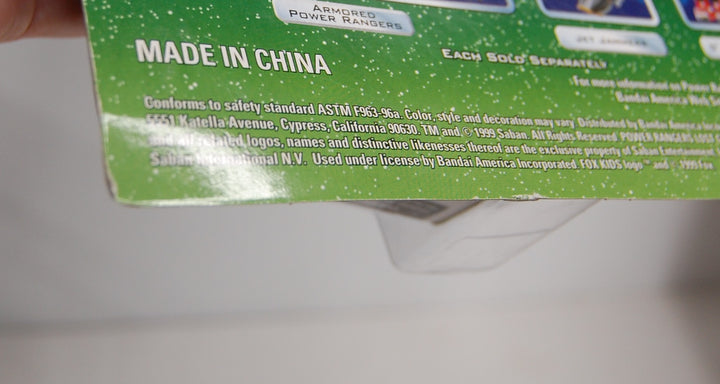 ARMORED
POWER RANGERS
JET JAMMERS
MADE IN CHINA
EACH SOLD SEPARATELY
For more information on Power
Bandai America Web
Conforms to safety standard ASTM F963-96a. Color, style and decoration may vary. Distributed by Bandai America
5551 Katella Avenue, Cypress, California 90630. TM and © 1999 Saban. All Rights Reserved. POWER RANGERS
and all related logos, names and distinctive likenesses thereof are the exclusive property of Saban
Saban International N.V. Used under license by Bandai America Incorporated. FOX KIDS logo™ and © 1999 Fox